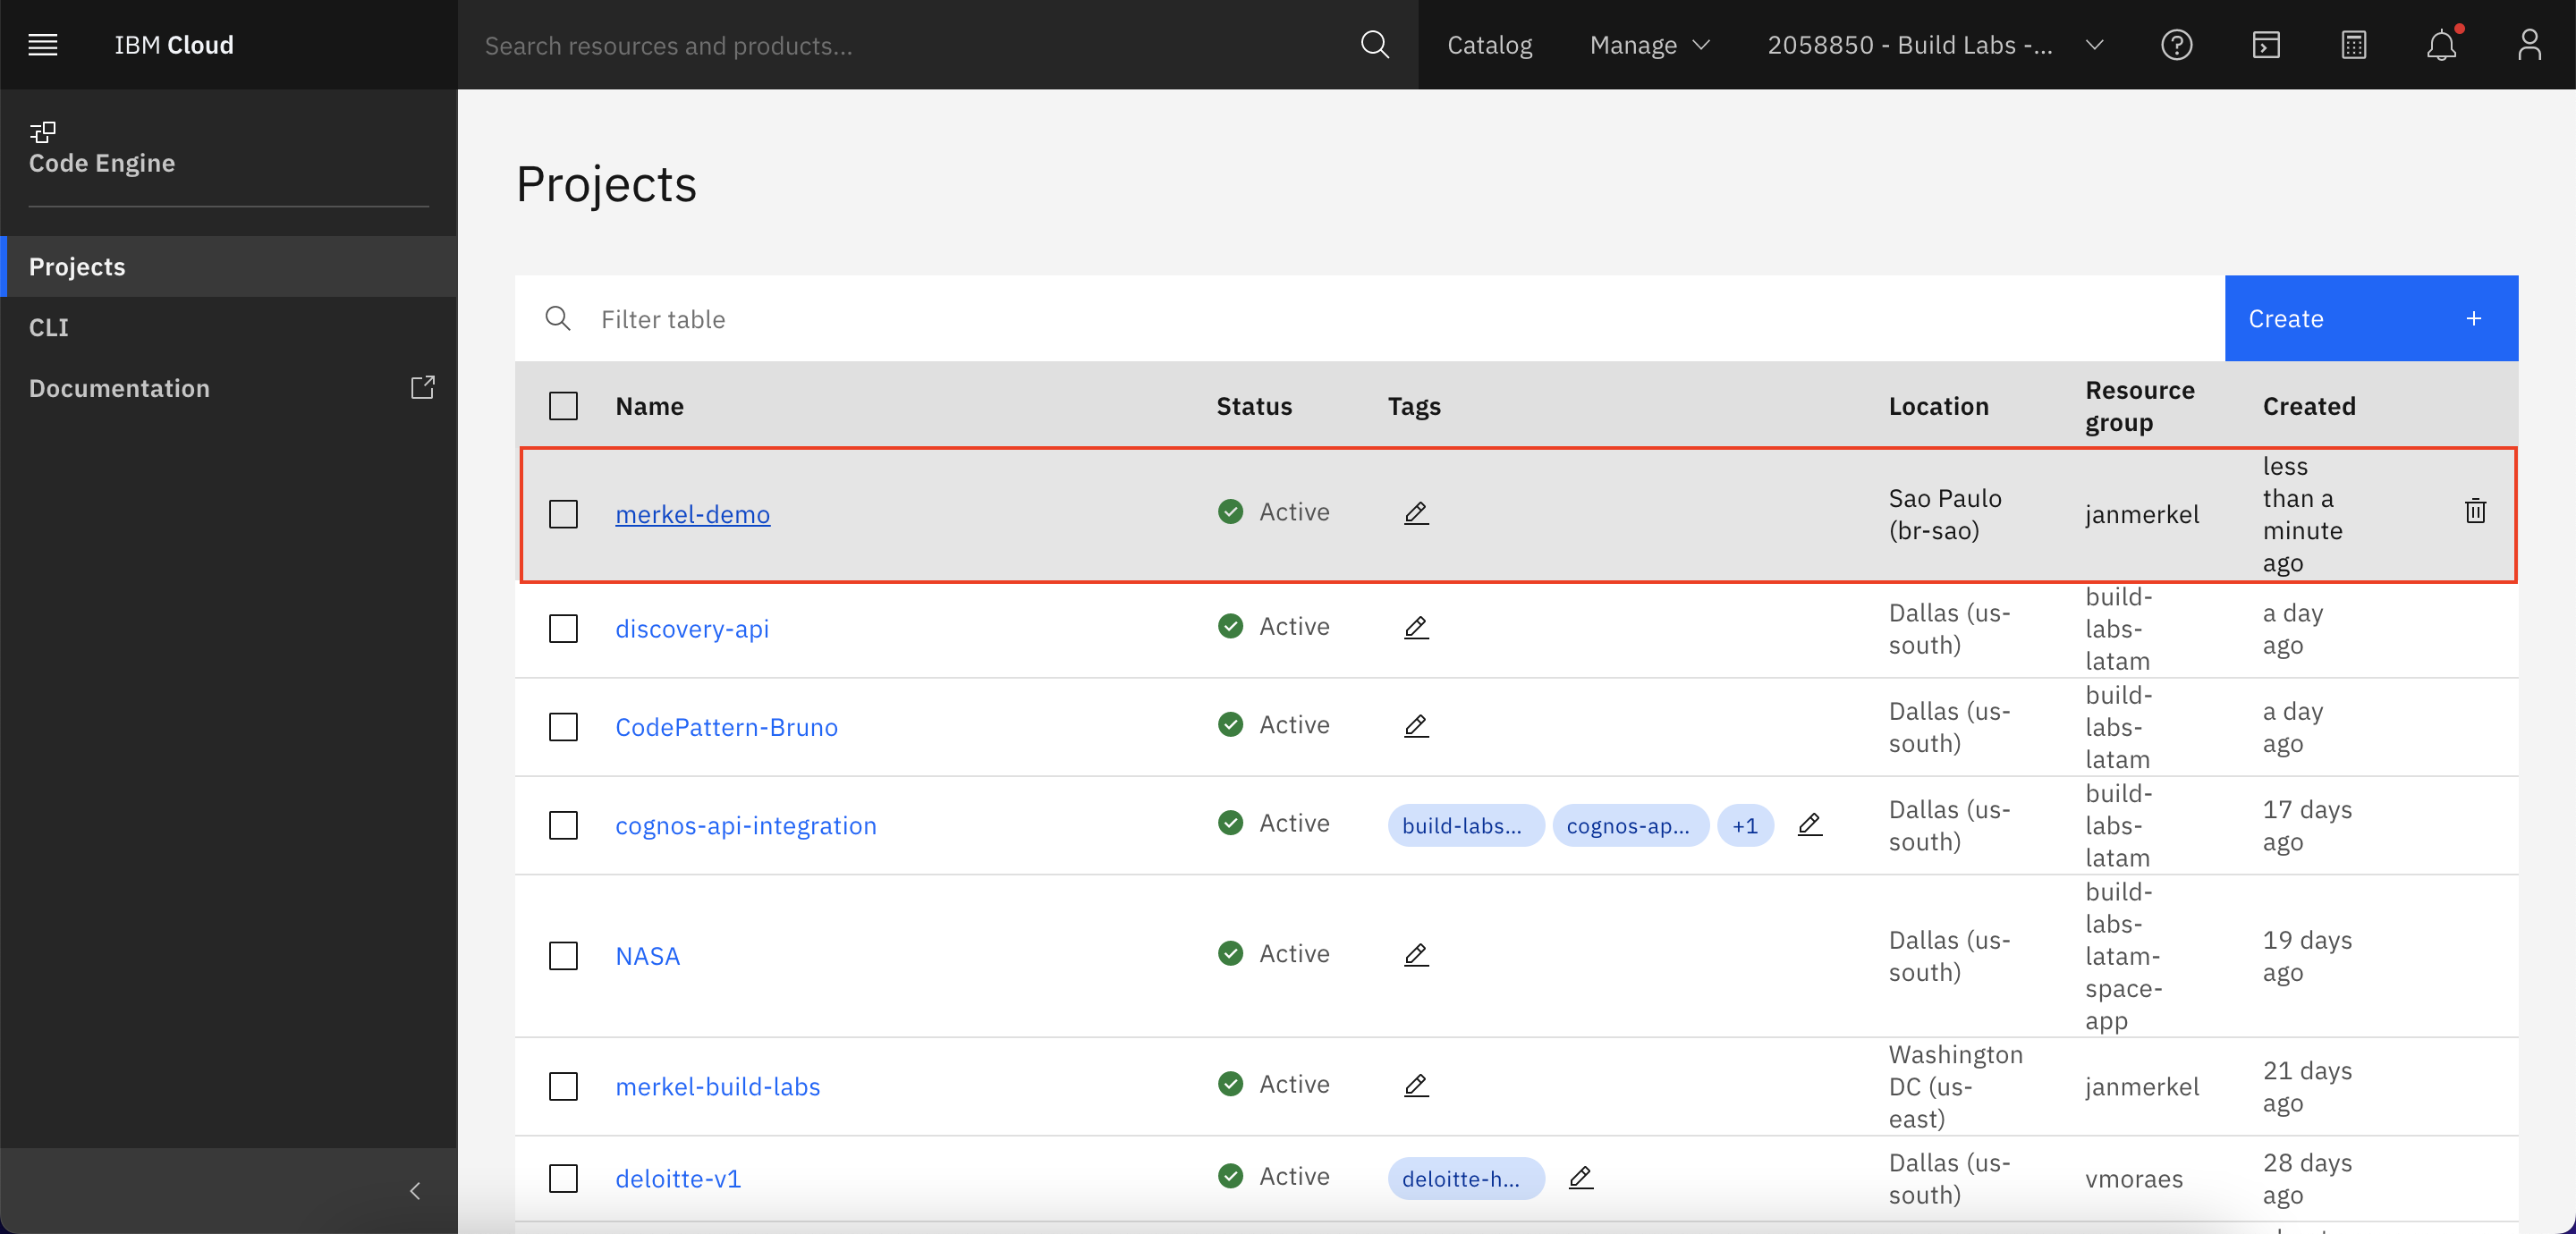 IBM Cloud
Search resources and products...
Catalog
Manage
2058850 - Build Labs -...
Code Engine
Projects
CLI
Documentation
Projects
Filter table
Create +
Name
Status
Tags
Location
Resource
group
Created
merkel-demo
Active
Sao Paulo
(br-sao)
janmerkel
less
than a
minute
ago
discovery-api
Active
Dallas (us-
south)
build-
labs-
latam
a day
ago
CodePattern-Bruno
Active
Dallas (us-
south)
build-
labs-
latam
a day
ago
cognos-api-integration
Active
build-labs...
cognos-ap...
+1
Dallas (us-
south)
build-
labs-
latam
17 days
ago
NASA
Active
Dallas (us-
south)
build-
labs-
latam-
space-
app
19 days
ago
merkel-build-labs
Active
Washington
DC (us-
east)
janmerkel
21 days
ago
deloitte-v1
Active
deloitte-h...
Dallas (us-
south)
vmoraes
28 days
ago